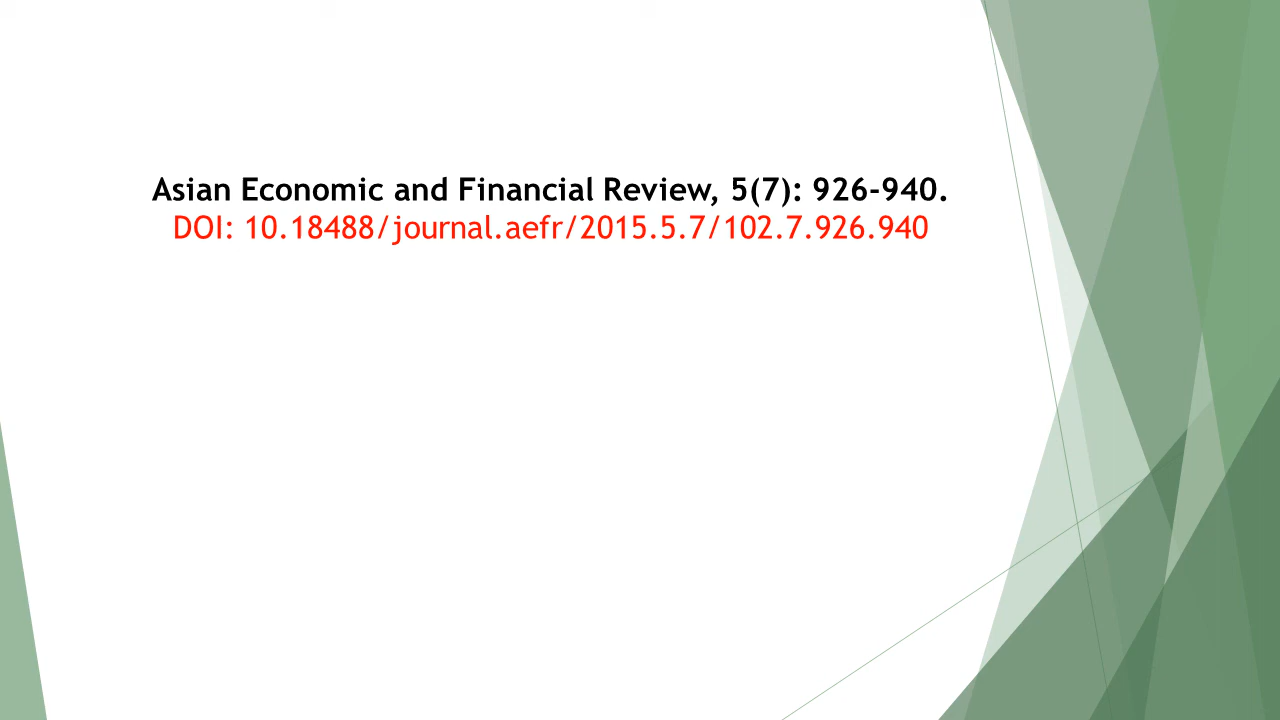 Asian Economic and Financial Review, 5(7): 926-940.
DOI: 10.18488/journal.aefr/2015.5.7/102.7.926.940